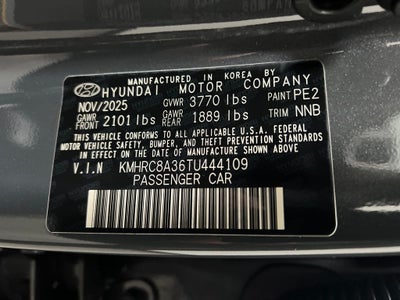 MANUFACTURED IN KOREA BY
HYUNDAI MOTOR COMPANY
NOV/2025 GVWR 3770 lbs PAINT PE2
GAWR FRONT 2101 lbs GAWR REAR 1889 lbs TRIM NNB
THIS VEHICLE CONFORMS TO ALL APPLICABLE U.S.A. FEDERAL
MOTOR VEHICLE SAFETY, BUMPER, AND THEFT PREVENTION STANDARDS
IN EFFECT ON THE DATE OF MANUFACTURE SHOWN ABOVE.
V.I.N KMHRC8A36TU444109
PASSENGER CAR